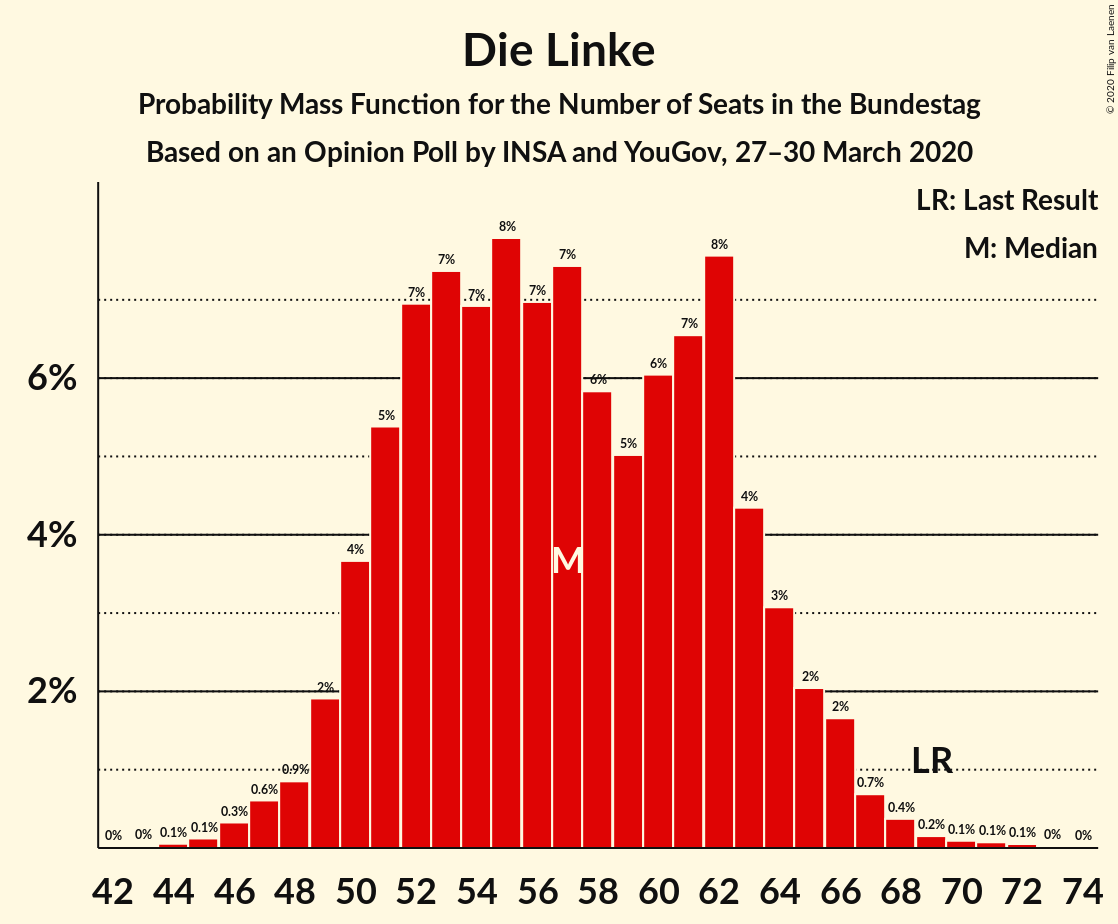 © 2020 Filip van Laenen
Die Linke
Probability Mass Function for the Number of Seats in the Bundestag
Based on an Opinion Poll by INSA and YouGov, 27–30 March 2020
LR: Last Result
M: Median
6%
4%
2%
0% 0% 0.1% 0.1% 0.3% 0.6% 0.9% 2% 4% 5% 7% 7% 7% 8% 7% 7% 6% 5% 6% 7% 8% 4% 3% 2% 2% 0.7% 0.4% 0.2% 0.1% 0.1% 0.1% 0% 0%
M
LR
42 44 46 48 50 52 54 56 58 60 62 64 66 68 70 72 74